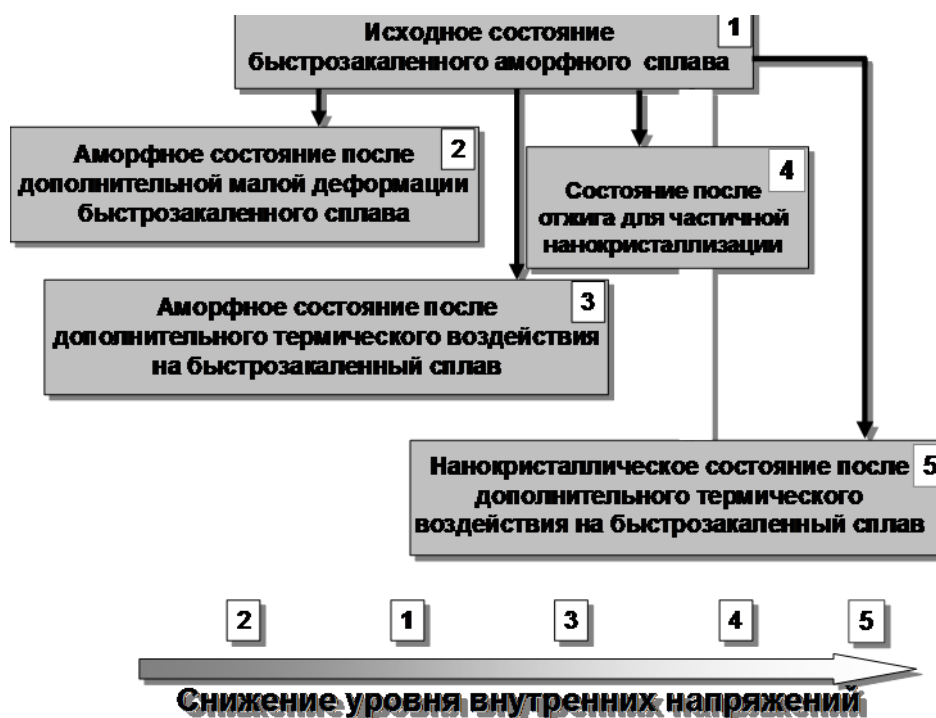 1
Исходное состояние
быстрозакаленного аморфного сплава
2
Аморфное состояние после
дополнительной малой деформации
быстрозакаленного сплава
4
Состояние после
отжига для частичной
нанокристаллизации
3
Аморфное состояние после
дополнительного термического воздействия
на быстрозакаленный сплав
5
Нанокристаллическое состояние после
дополнительного термического
воздействия на быстрозакаленный сплав
2 1 3 4 5
Снижение уровня внутренних напряжений